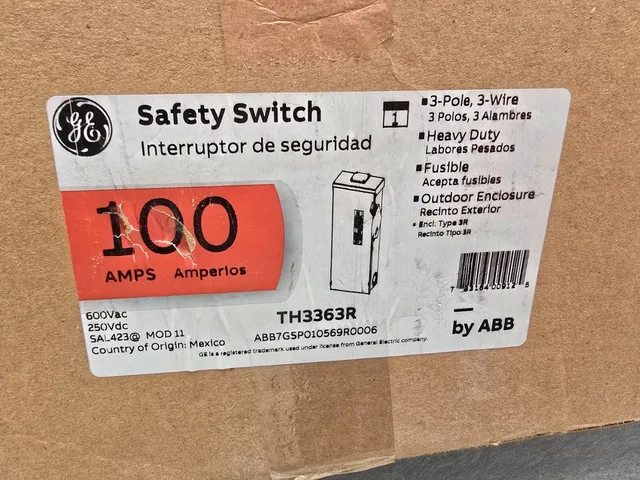 GE
Safety Switch
Interruptor de seguridad
1
▪3-Pole, 3-Wire
3 Polos, 3 Alambres
▪Heavy Duty
Labores Pesados
▪Fusible
Acepta fusibles
▪Outdoor Enclosure
Recinto Exterior
• Encl. Type 3R
Recinto Tipo 3R
100
AMPS Amperios
600Vac
250Vdc
SAL423@ MOD 11
Country of Origin: Mexico
TH3363R
ABB7GSP010569R0006
by ABB
GE is a registered trademark used under license from General Electric company.